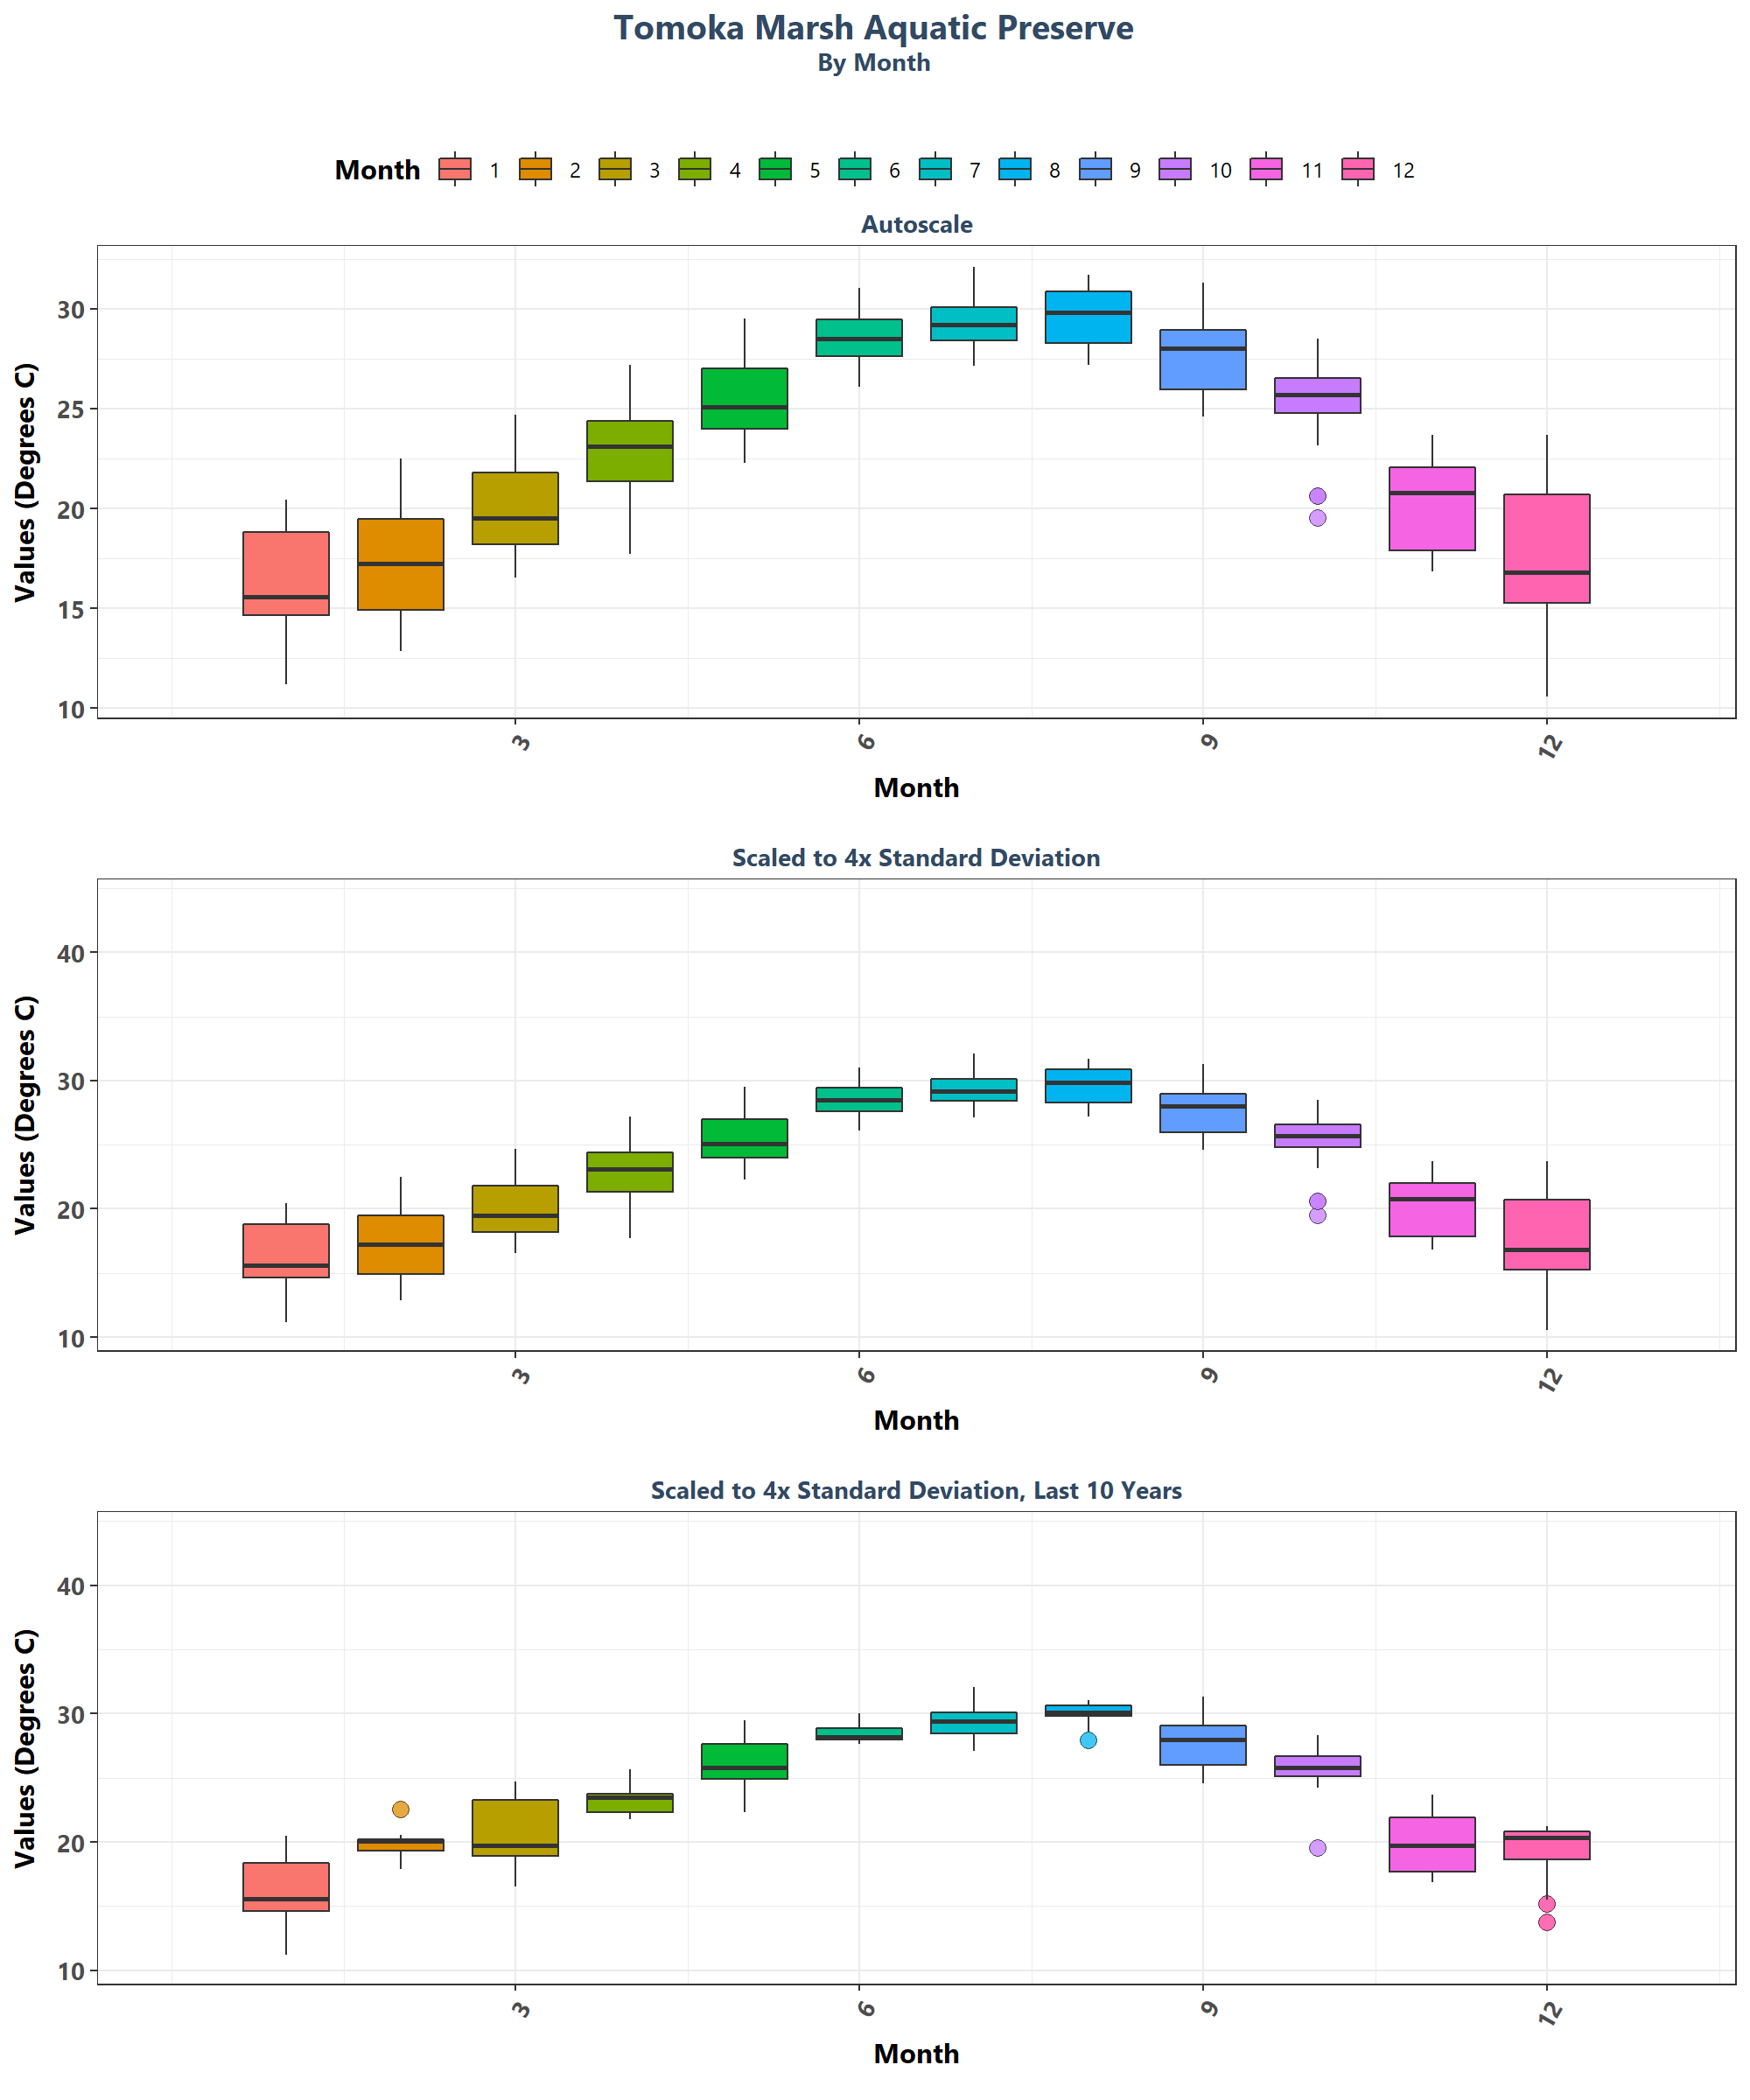 Tomoka Marsh Aquatic Preserve
By Month
Month 1 2 3 4 5 6 7 8 9 10 11 12
Autoscale
Values (Degrees C)
30
25
20
15
10
3 6 9 12
Month
Scaled to 4x Standard Deviation
Values (Degrees C)
40
30
20
10
3 6 9 12
Month
Scaled to 4x Standard Deviation, Last 10 Years
Values (Degrees C)
40
30
20
10
3 6 9 12
Month